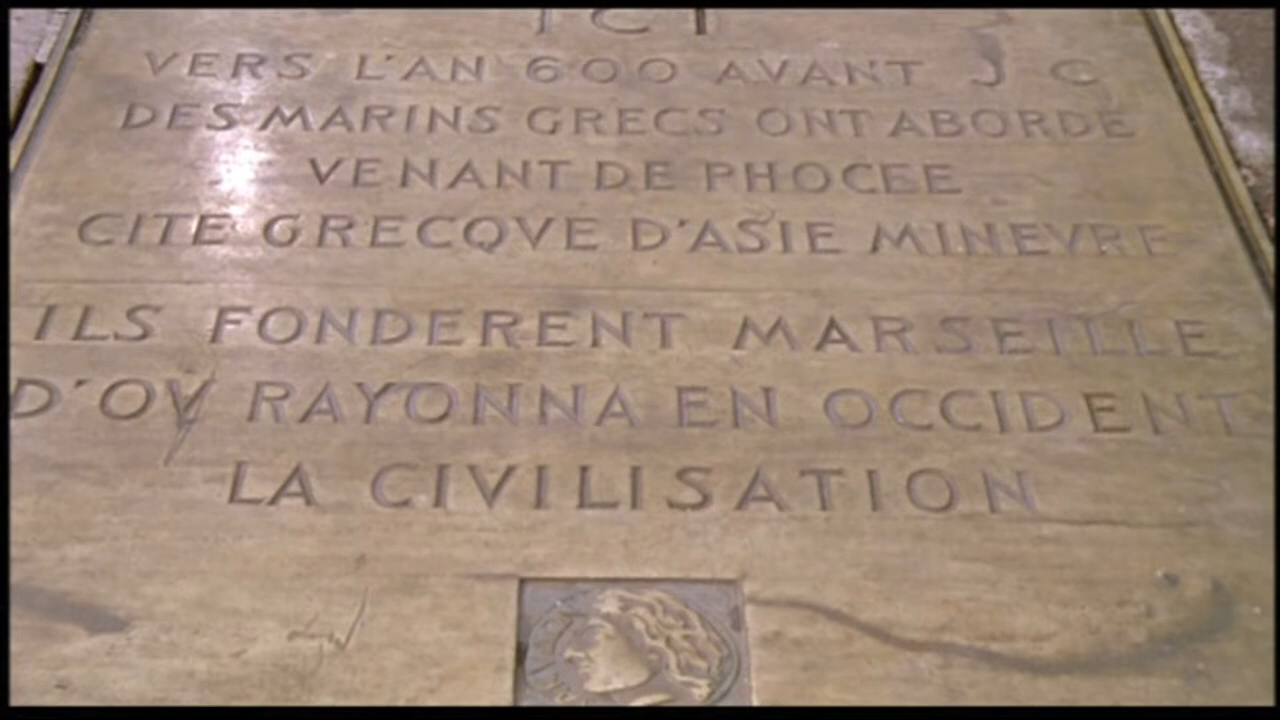 ICI
VERS L'AN 600 AVANT J C
DES MARINS GRECS ONT ABORDE
VENANT DE PHOCEE
CITE GRECQVE D'ASIE MINEVRE
ILS FONDERENT MARSEILLE
D'OV RAYONNA EN OCCIDENT
LA CIVILISATION